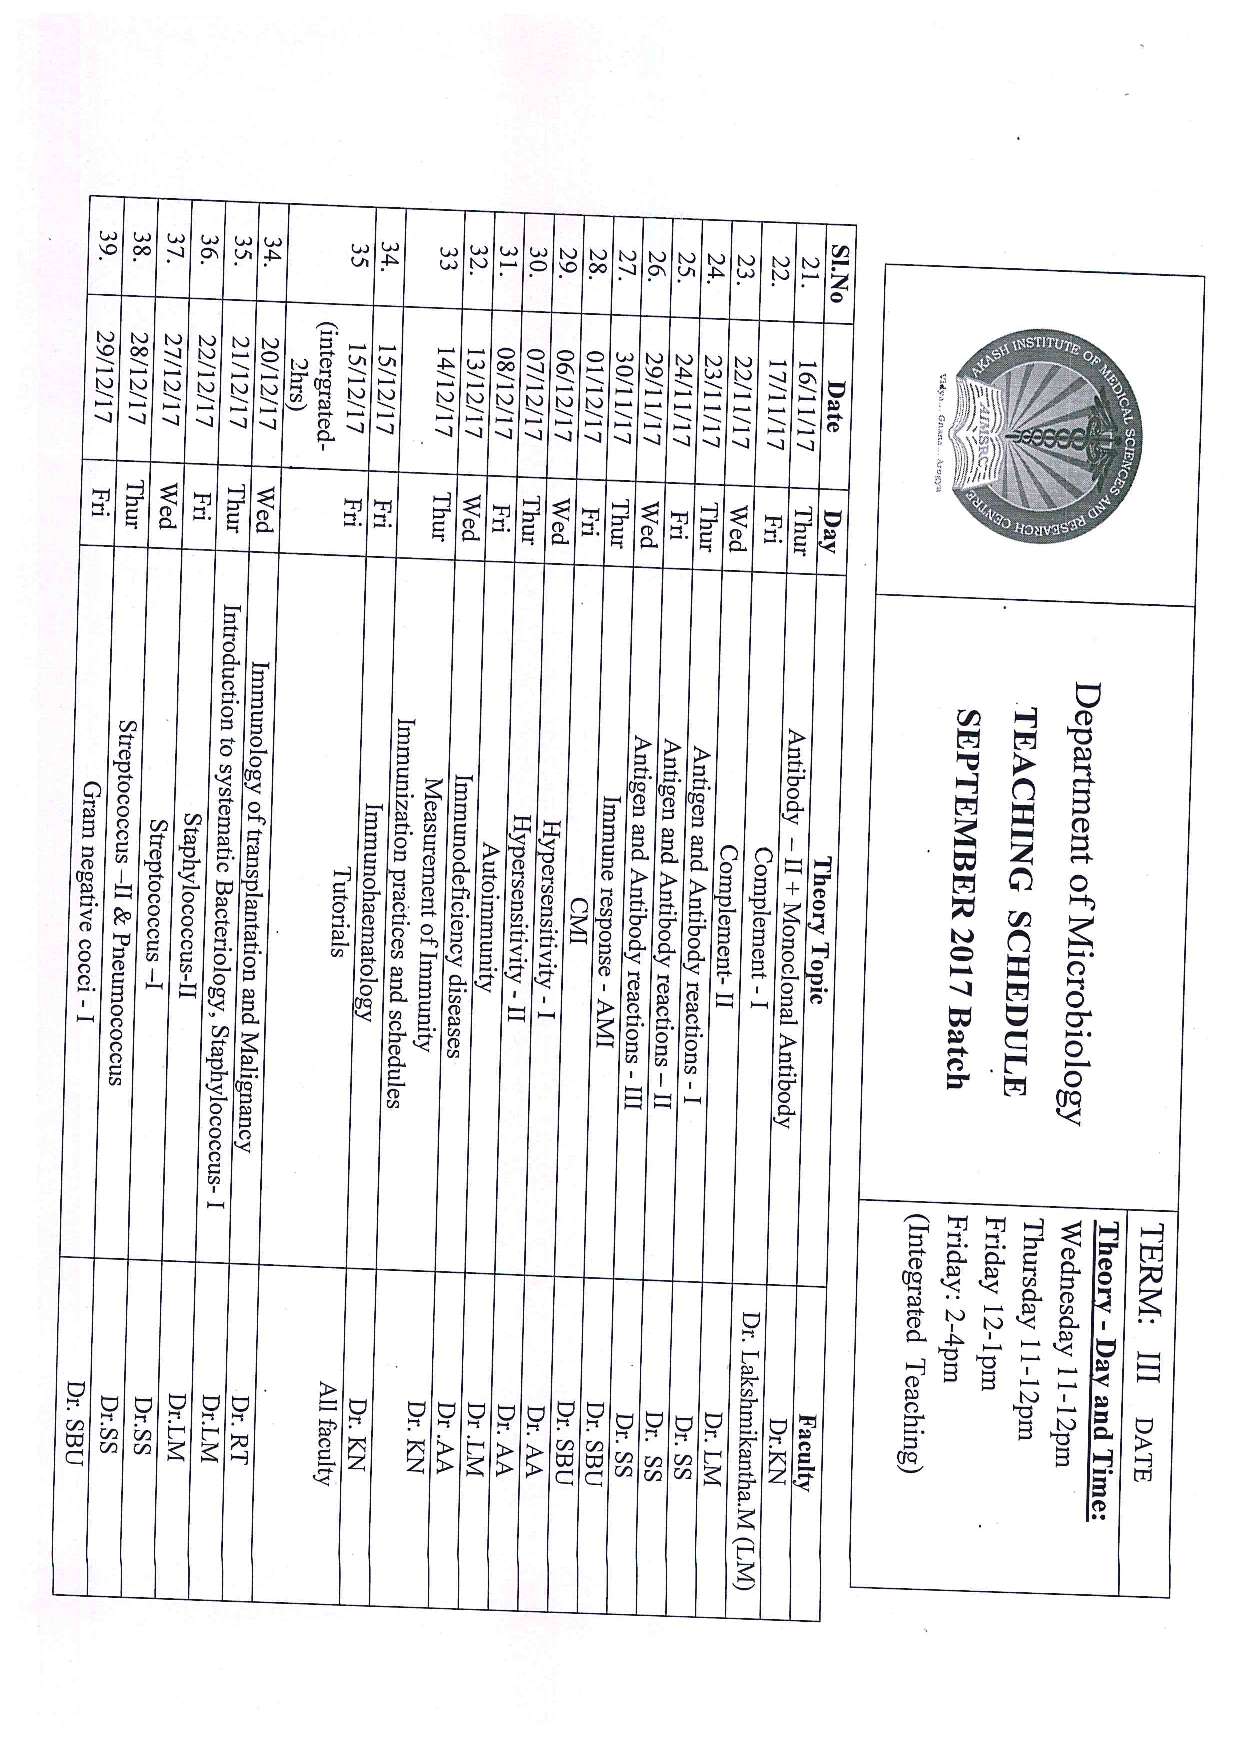 AKASH INSTITUTE OF MEDICAL SCIENCES AND RESEARCH CENTRE
AIMSRC
Vidya... Gnana... Arogya
Department of Microbiology
TEACHING SCHEDULE
SEPTEMBER 2017 Batch
TERM: III DATE
Theory - Day and Time:
Wednesday 11-12pm
Thursday 11-12pm
Friday 12-1pm
Friday: 2-4pm
(Integrated Teaching)
Sl.No Date Day Theory Topic Faculty
21. 16/11/17 Thur Antibody – II + Monoclonal Antibody Dr.KN
22. 17/11/17 Fri Complement - I Dr. Lakshmikantha.M (LM)
23. 22/11/17 Wed Complement- II Dr. LM
24. 23/11/17 Thur Antigen and Antibody reactions - I Dr. SS
25. 24/11/17 Fri Antigen and Antibody reactions – II Dr. SS
26. 29/11/17 Wed Antigen and Antibody reactions - III Dr. SS
27. 30/11/17 Thur Immune response - AMI Dr. SBU
28. 01/12/17 Fri CMI Dr. SBU
29. 06/12/17 Wed Hypersensitivity - I Dr. AA
30. 07/12/17 Thur Hypersensitivity - II Dr. AA
31. 08/12/17 Fri Autoimmunity Dr .LM
32. 13/12/17 Wed Immunodeficiency diseases Dr .AA
33 14/12/17 Thur Measurement of Immunity Dr. KN
Immunization practices and schedules
34. 15/12/17 Fri Immunohaematology Dr. KN
35 15/12/17 Fri Tutorials All faculty
(intergrated-
2hrs)
34. 20/12/17 Wed Immunology of transplantation and Malignancy Dr. RT
35. 21/12/17 Thur Introduction to systematic Bacteriology, Staphylococcus- I Dr.LM
36. 22/12/17 Fri Staphylococcus-II Dr.LM
37. 27/12/17 Wed Streptococcus –I Dr.SS
38. 28/12/17 Thur Streptococcus –II & Pneumococcus Dr.SS
39. 29/12/17 Fri Gram negative cocci - I Dr. SBU